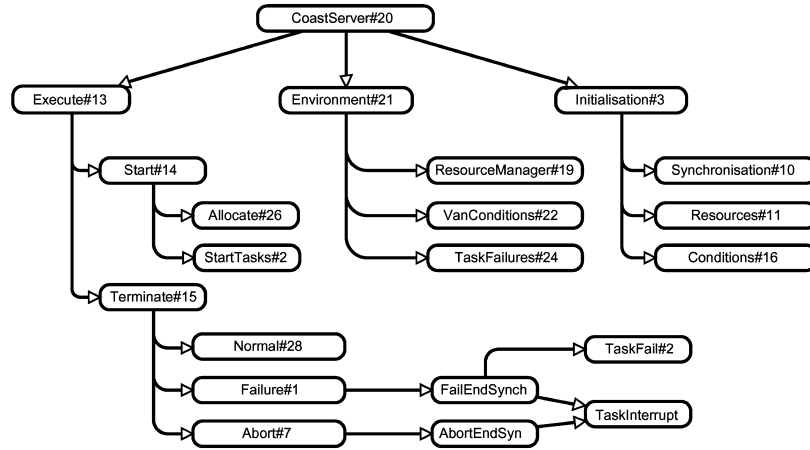 CoastServer#20
Execute#13
Environment#21
Initialisation#3
Start#14
ResourceManager#19
Synchronisation#10
Allocate#26
VanConditions#22
Resources#11
StartTasks#2
TaskFailures#24
Conditions#16
Terminate#15
Normal#28
TaskFail#2
Failure#1
FailEndSynch
TaskInterrupt
Abort#7
AbortEndSyn